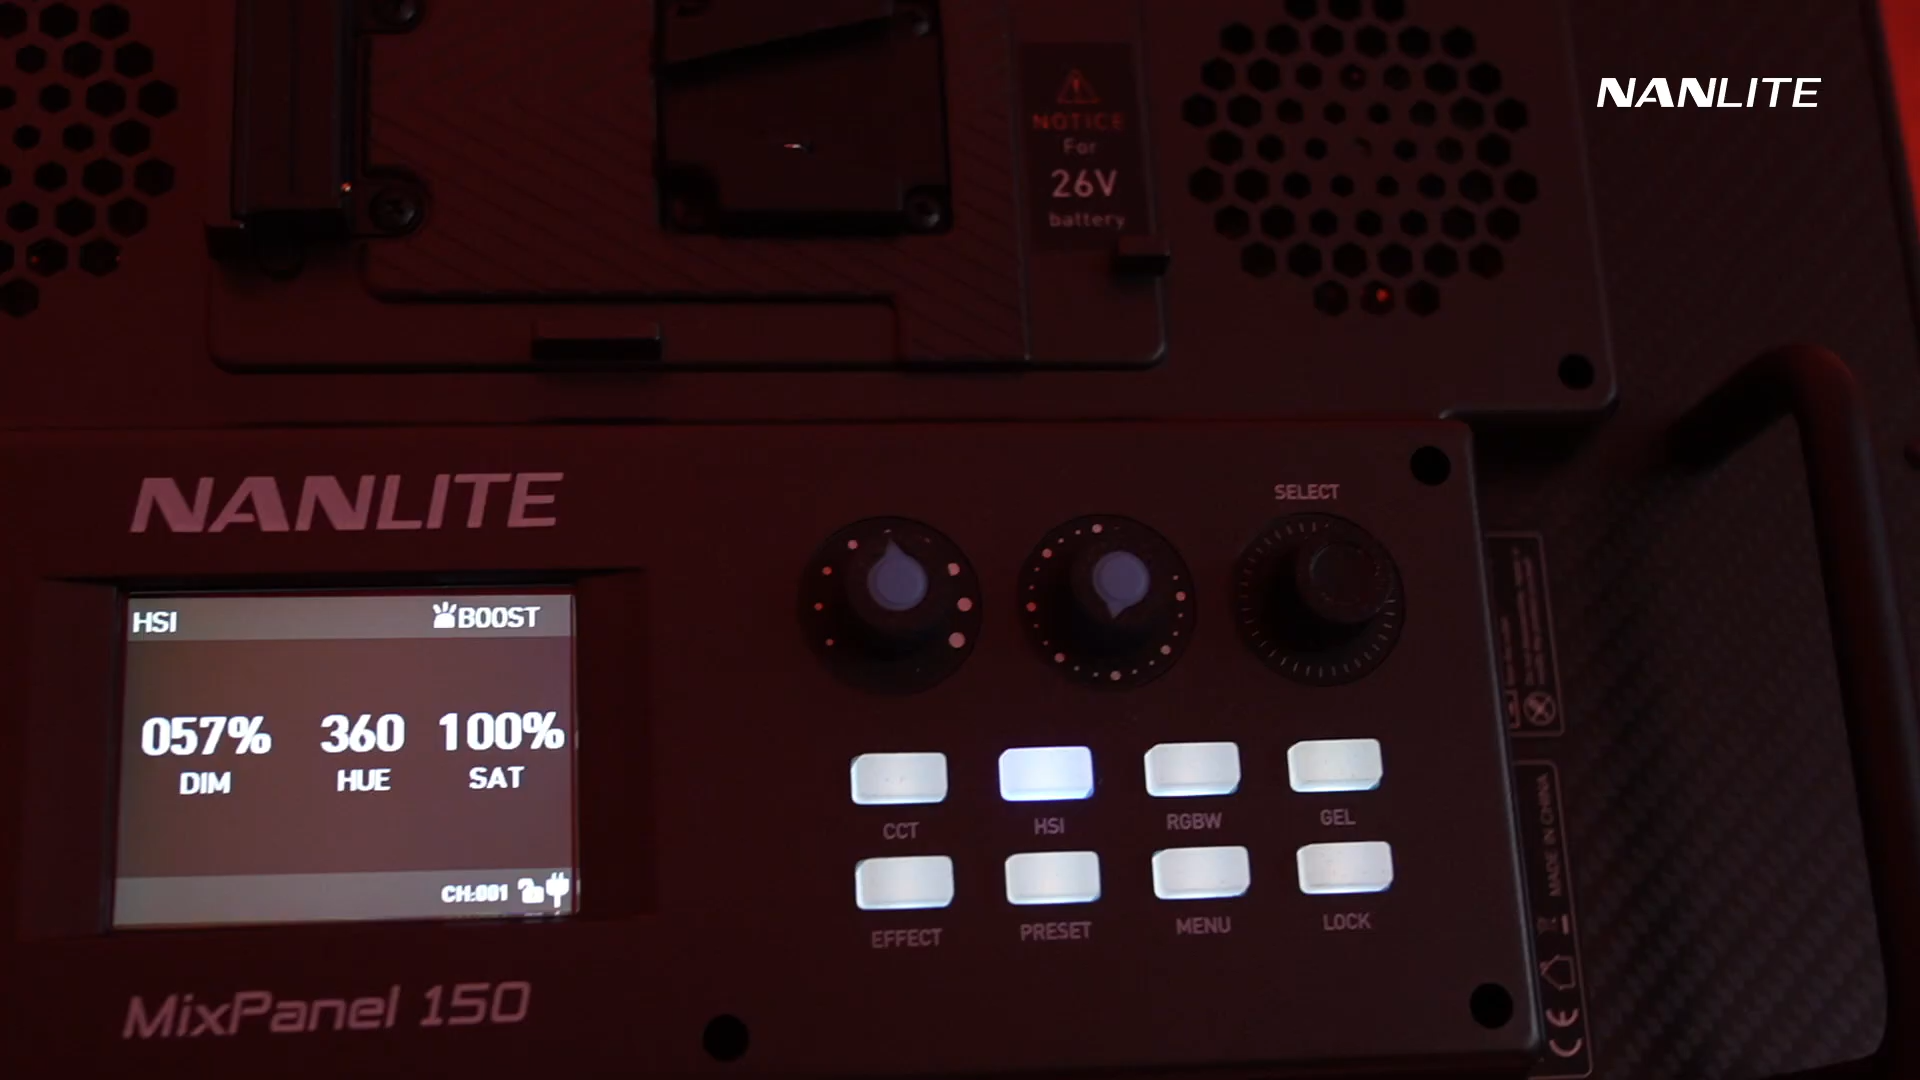 NANLITE
NOTICE
For
26V
battery
NANLITE
SELECT
HSI BOOST
057% 360 100%
DIM HUE SAT
CH:001
CCT HSI RGBW GEL
EFFECT PRESET MENU LOCK
MixPanel 150
MADE IN CHINA
CE